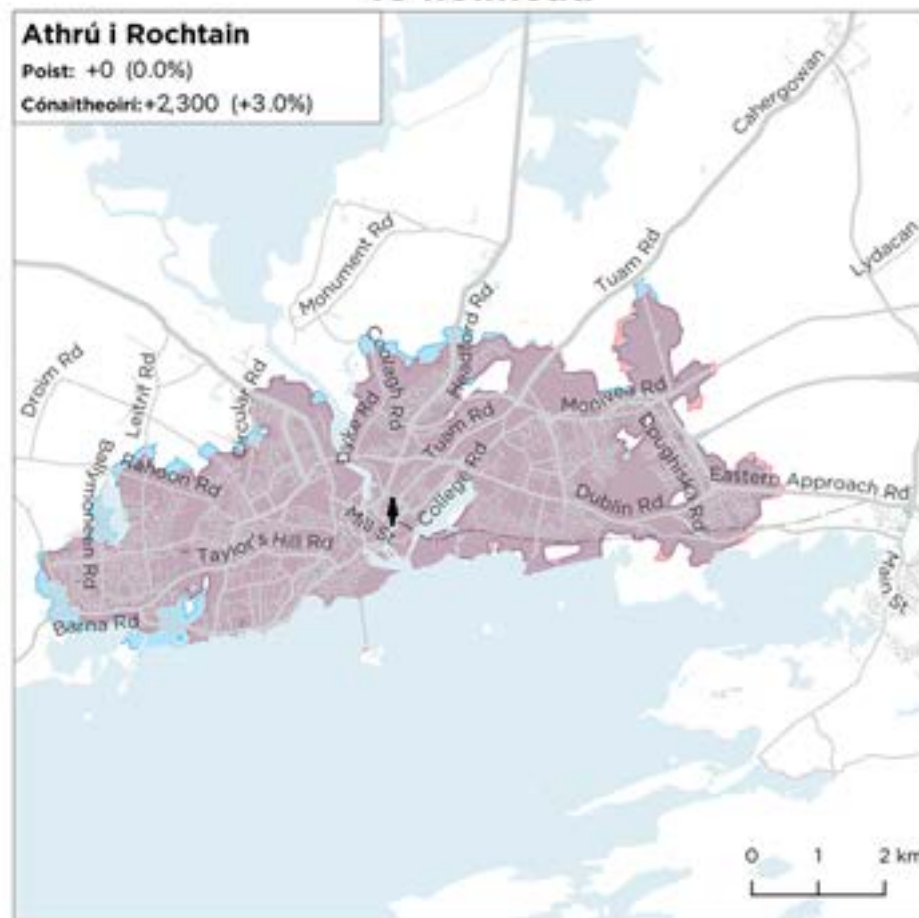 Athrú i Rochtain
Poist: +0 (0.0%)
Cónaitheoirí:+2,300 (+3.0%)
Cahergowan
Lydacan
Tuam Rd
Monument Rd
Headford Rd
Coolagh Rd
Droim Rd
Leitrif Rd
Circular Rd
Dyke Rd
Tuam Rd
Monivea Rd
Doughiska Rd
Rahoon Rd
Ballymoneen Rd
College Rd
Dublin Rd
Eastern Approach Rd
Mill St
Taylor's Hill Rd
Main St
Barna Rd
0 1 2 km